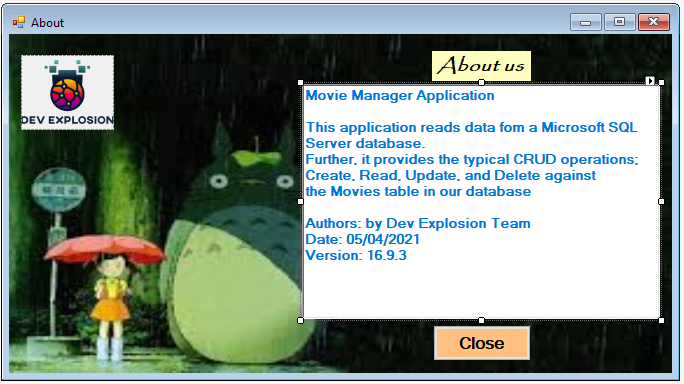 About
DEV EXPLOSION
About us
Movie Manager Application
This application reads data fom a Microsoft SQL
Server database.
Further, it provides the typical CRUD operations;
Create, Read, Update, and Delete against
the Movies table in our database
Authors: by Dev Explosion Team
Date: 05/04/2021
Version: 16.9.3
Close